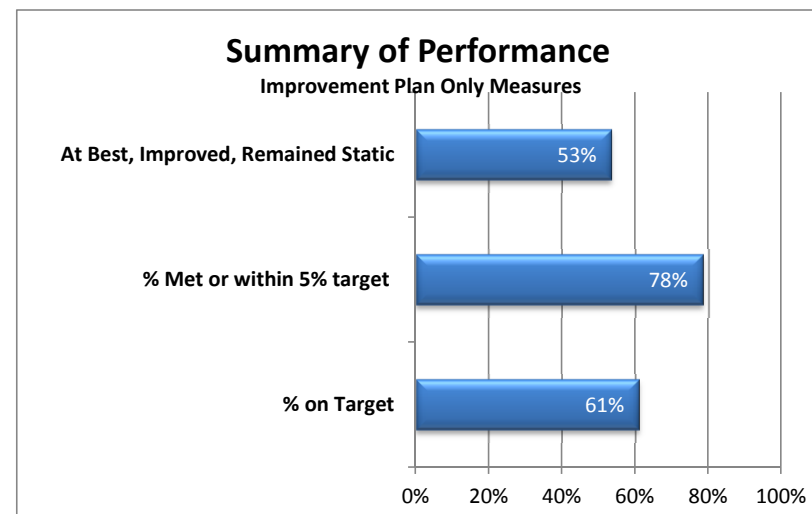 Summary of Performance
Improvement Plan Only Measures
At Best, Improved, Remained Static
53%
% Met or within 5% target
78%
% on Target
61%
0% 20% 40% 60% 80% 100%